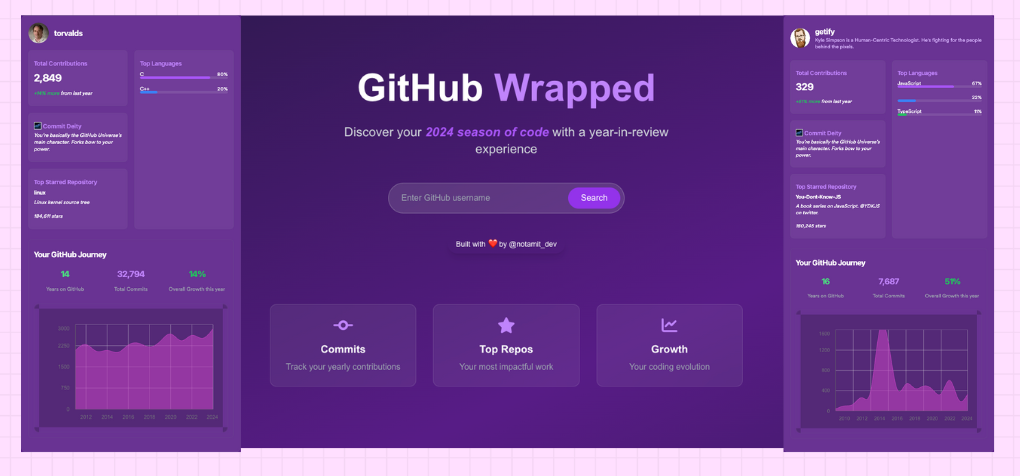 torvalds
Total Contributions
2,849
+14% more from last year
Top Languages
C 80%
C++ 20%
Commit Deity
You're basically the GitHub Universe's
main character. Forks bow to your
power.
Top Starred Repository
linux
Linux kernel source tree
184,611 stars
Your GitHub Journey
14 32,794 14%
Years on GitHub Total Commits Overall Growth this year
3000
2250
1500
750
0
2012 2014 2016 2018 2020 2022 2024
GitHub Wrapped
Discover your 2024 season of code with a year-in-review
experience
Enter GitHub username Search
Built with ❤️ by @notamit_dev
Commits
Track your yearly contributions
Top Repos
Your most impactful work
Growth
Your coding evolution
getify
Kyle Simpson is a Human-Centric Technologist. He's fighting for the people
behind the pixels.
Total Contributions
329
more from last year
Top Languages
JavaScript 67%
22%
TypeScript 11%
Commit Deity
You're basically the GitHub Universe's
main character. Forks bow to your
power.
Top Starred Repository
You-Dont-Know-JS
A book series on JavaScript. @YDKJS
on twitter.
180,245 stars
Your GitHub Journey
16 7,687 51%
Years on GitHub Total Commits Overall Growth this year
1200
800
400
0
2010 2012 2014 2016 2018 2020 2022 2024